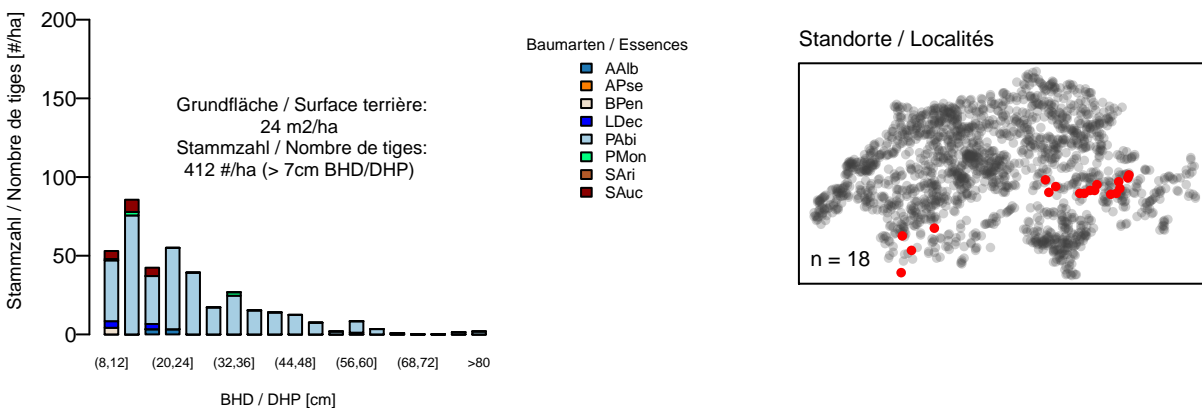 Stammzahl / Nombre de tiges [#/ha]
200
150
100
50
0
Grundfläche / Surface terrière:
24 m2/ha
Stammzahl / Nombre de tiges:
412 #/ha (> 7cm BHD/DHP)
(8,12]
(20,24]
(32,36]
(44,48]
(56,60]
(68,72]
>80
BHD / DHP [cm]
Baumarten / Essences
AAlb
APse
BPen
LDec
PAbi
PMon
SAri
SAuc
Standorte / Localités
n = 18